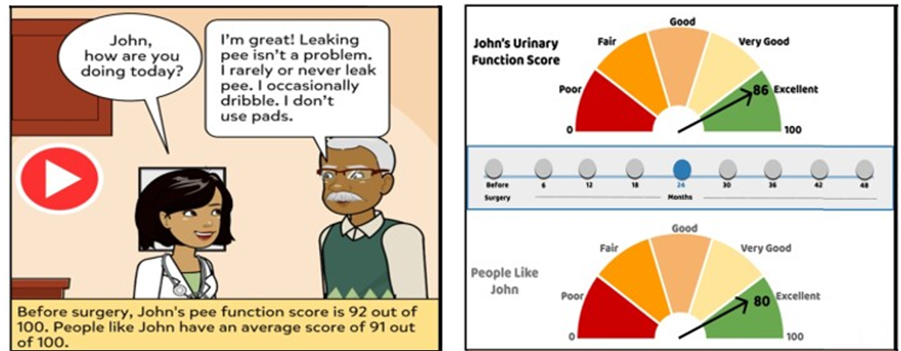 John,
how are you
doing today?
I'm great! Leaking
pee isn't a problem.
I rarely or never leak
pee. I occasionally
dribble. I don't
use pads.
Before surgery, John's pee function score is 92 out of
100. People like John have an average score of 91 out
of 100.
John's Urinary
Function Score
Poor
Fair
Good
Very Good
Excellent
86
0
100
Before
Surgery
6
12
18
24
30
36
42
48
Months
People Like
John
Poor
Fair
Good
Very Good
Excellent
80
0
100